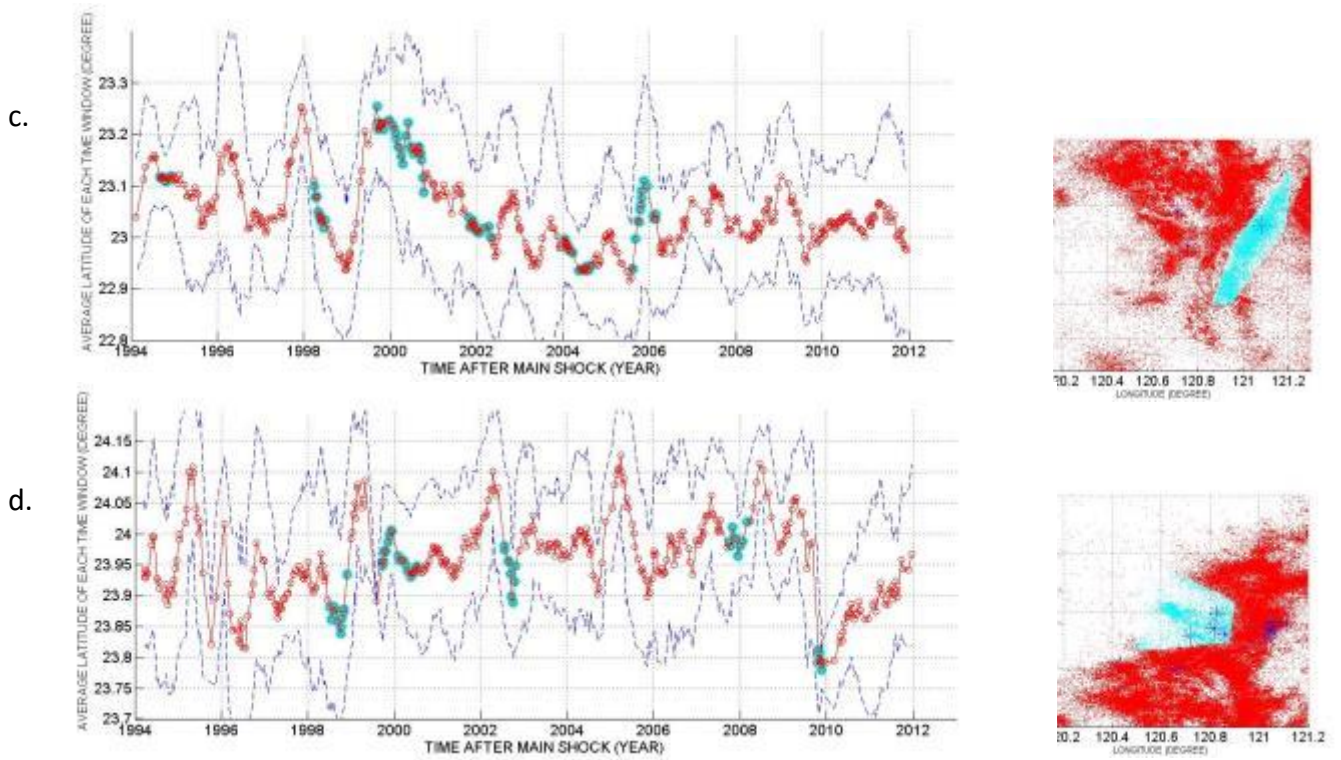 c.
AVERAGE LATITUDE OF EACH TIME WINDOW (DEGREE)
23.3
23.2
23.1
23
22.9
22.8
1994 1996 1998 2000 2002 2004 2006 2008 2010 2012
TIME AFTER MAIN SHOCK (YEAR)
20.2 120.4 120.6 120.8 121 121.2
LONGITUDE (DEGREE)
d.
AVERAGE LATITUDE OF EACH TIME WINDOW (DEGREE)
24.15
24.1
24.05
24
23.95
23.9
23.85
23.8
23.75
23.7
1994 1996 1998 2000 2002 2004 2006 2008 2010 2012
TIME AFTER MAIN SHOCK (YEAR)
20.2 120.4 120.6 120.8 121 121.2
LONGITUDE (DEGREE)